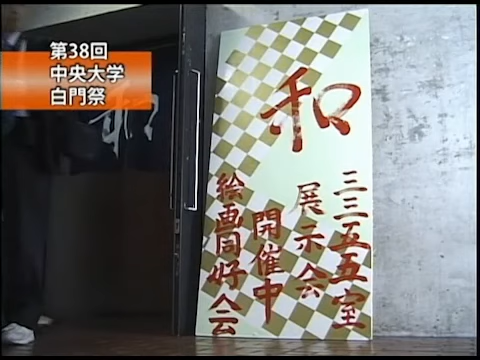 第38回
中央大学
白門祭
和
和
三三五五室
展示会
開催中
絵画同好会